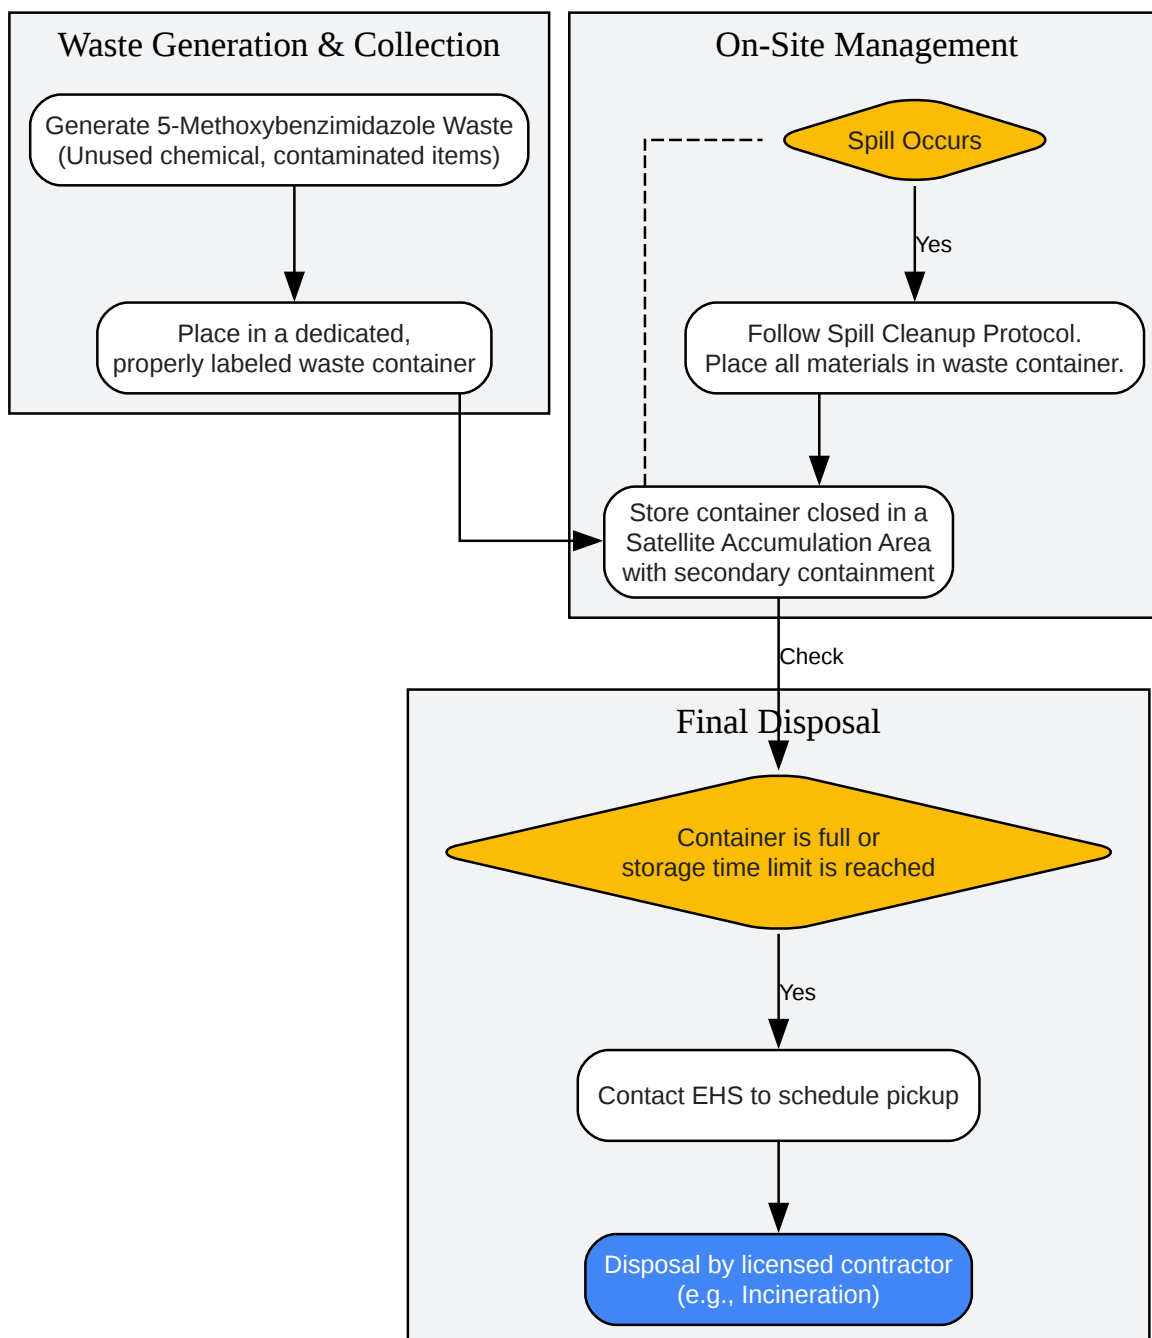 Waste Generation & Collection
Generate 5-Methoxybenzimidazole Waste
(Unused chemical, contaminated items)
Place in a dedicated,
properly labeled waste container
On-Site Management
Spill Occurs
Yes
Follow Spill Cleanup Protocol.
Place all materials in waste container.
Store container closed in a
Satellite Accumulation Area
with secondary containment
Check
Final Disposal
Container is full or
storage time limit is reached
Yes
Contact EHS to schedule pickup
Disposal by licensed contractor
(e.g., Incineration)